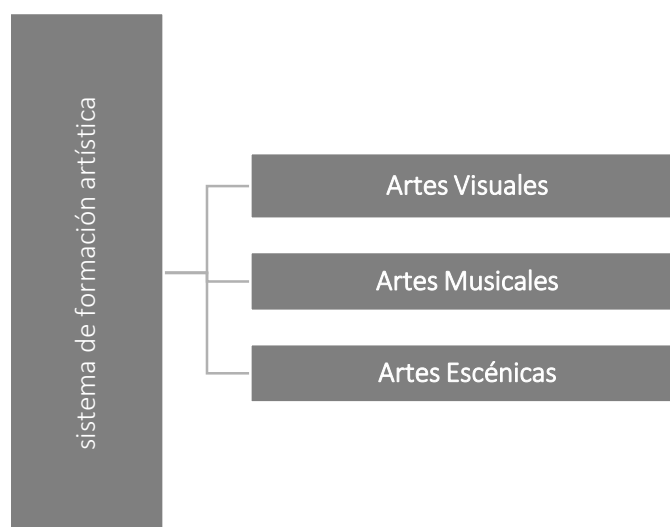 sistema de formación artística
Artes Visuales
Artes Musicales
Artes Escénicas